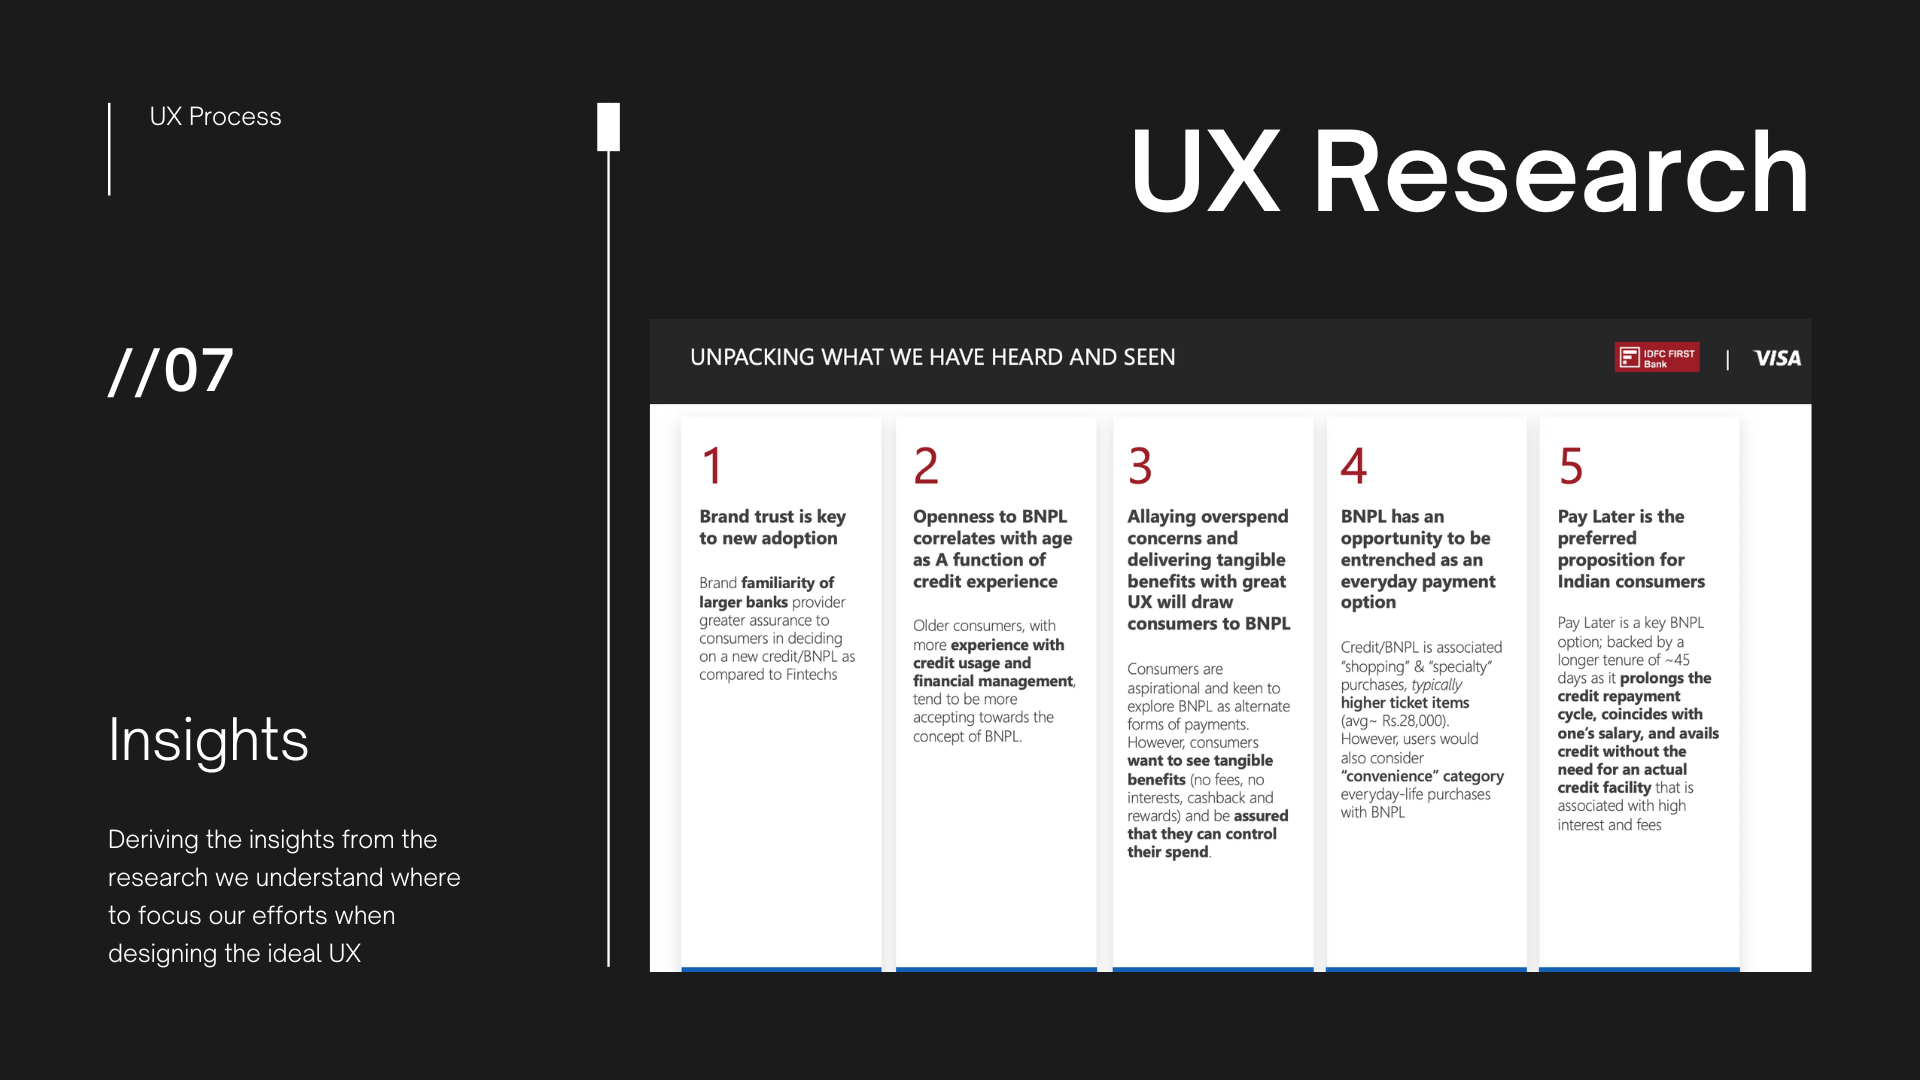 UX Process
UX Research
//07
Insights
Deriving the insights from the
research we understand where
to focus our efforts when
designing the ideal UX
UNPACKING WHAT WE HAVE HEARD AND SEEN
IDFC FIRST
Bank
|
VISA
1
Brand trust is key
to new adoption
Brand familiarity of
larger banks provider
greater assurance to
consumers in deciding
on a new credit/BNPL as
compared to Fintechs
2
Openness to BNPL
correlates with age
as A function of
credit experience
Older consumers, with
more experience with
credit usage and
financial management,
tend to be more
accepting towards the
concept of BNPL.
3
Allaying overspend
concerns and
delivering tangible
benefits with great
UX will draw
consumers to BNPL
Consumers are
aspirational and keen to
explore BNPL as alternate
forms of payments.
However, consumers
want to see tangible
benefits (no fees, no
interests, cashback and
rewards) and be assured
that they can control
their spend.
4
BNPL has an
opportunity to be
entrenched as an
everyday payment
option
Credit/BNPL is associated
“shopping” & “specialty”
purchases, typically
higher ticket items
(avg~ Rs.28,000).
However, users would
also consider
“convenience” category
everyday-life purchases
with BNPL
5
Pay Later is the
preferred
proposition for
Indian consumers
Pay Later is a key BNPL
option; backed by a
longer tenure of ~45
days as it prolongs the
credit repayment
cycle, coincides with
one’s salary, and avails
credit without the
need for an actual
credit facility that is
associated with high
interest and fees